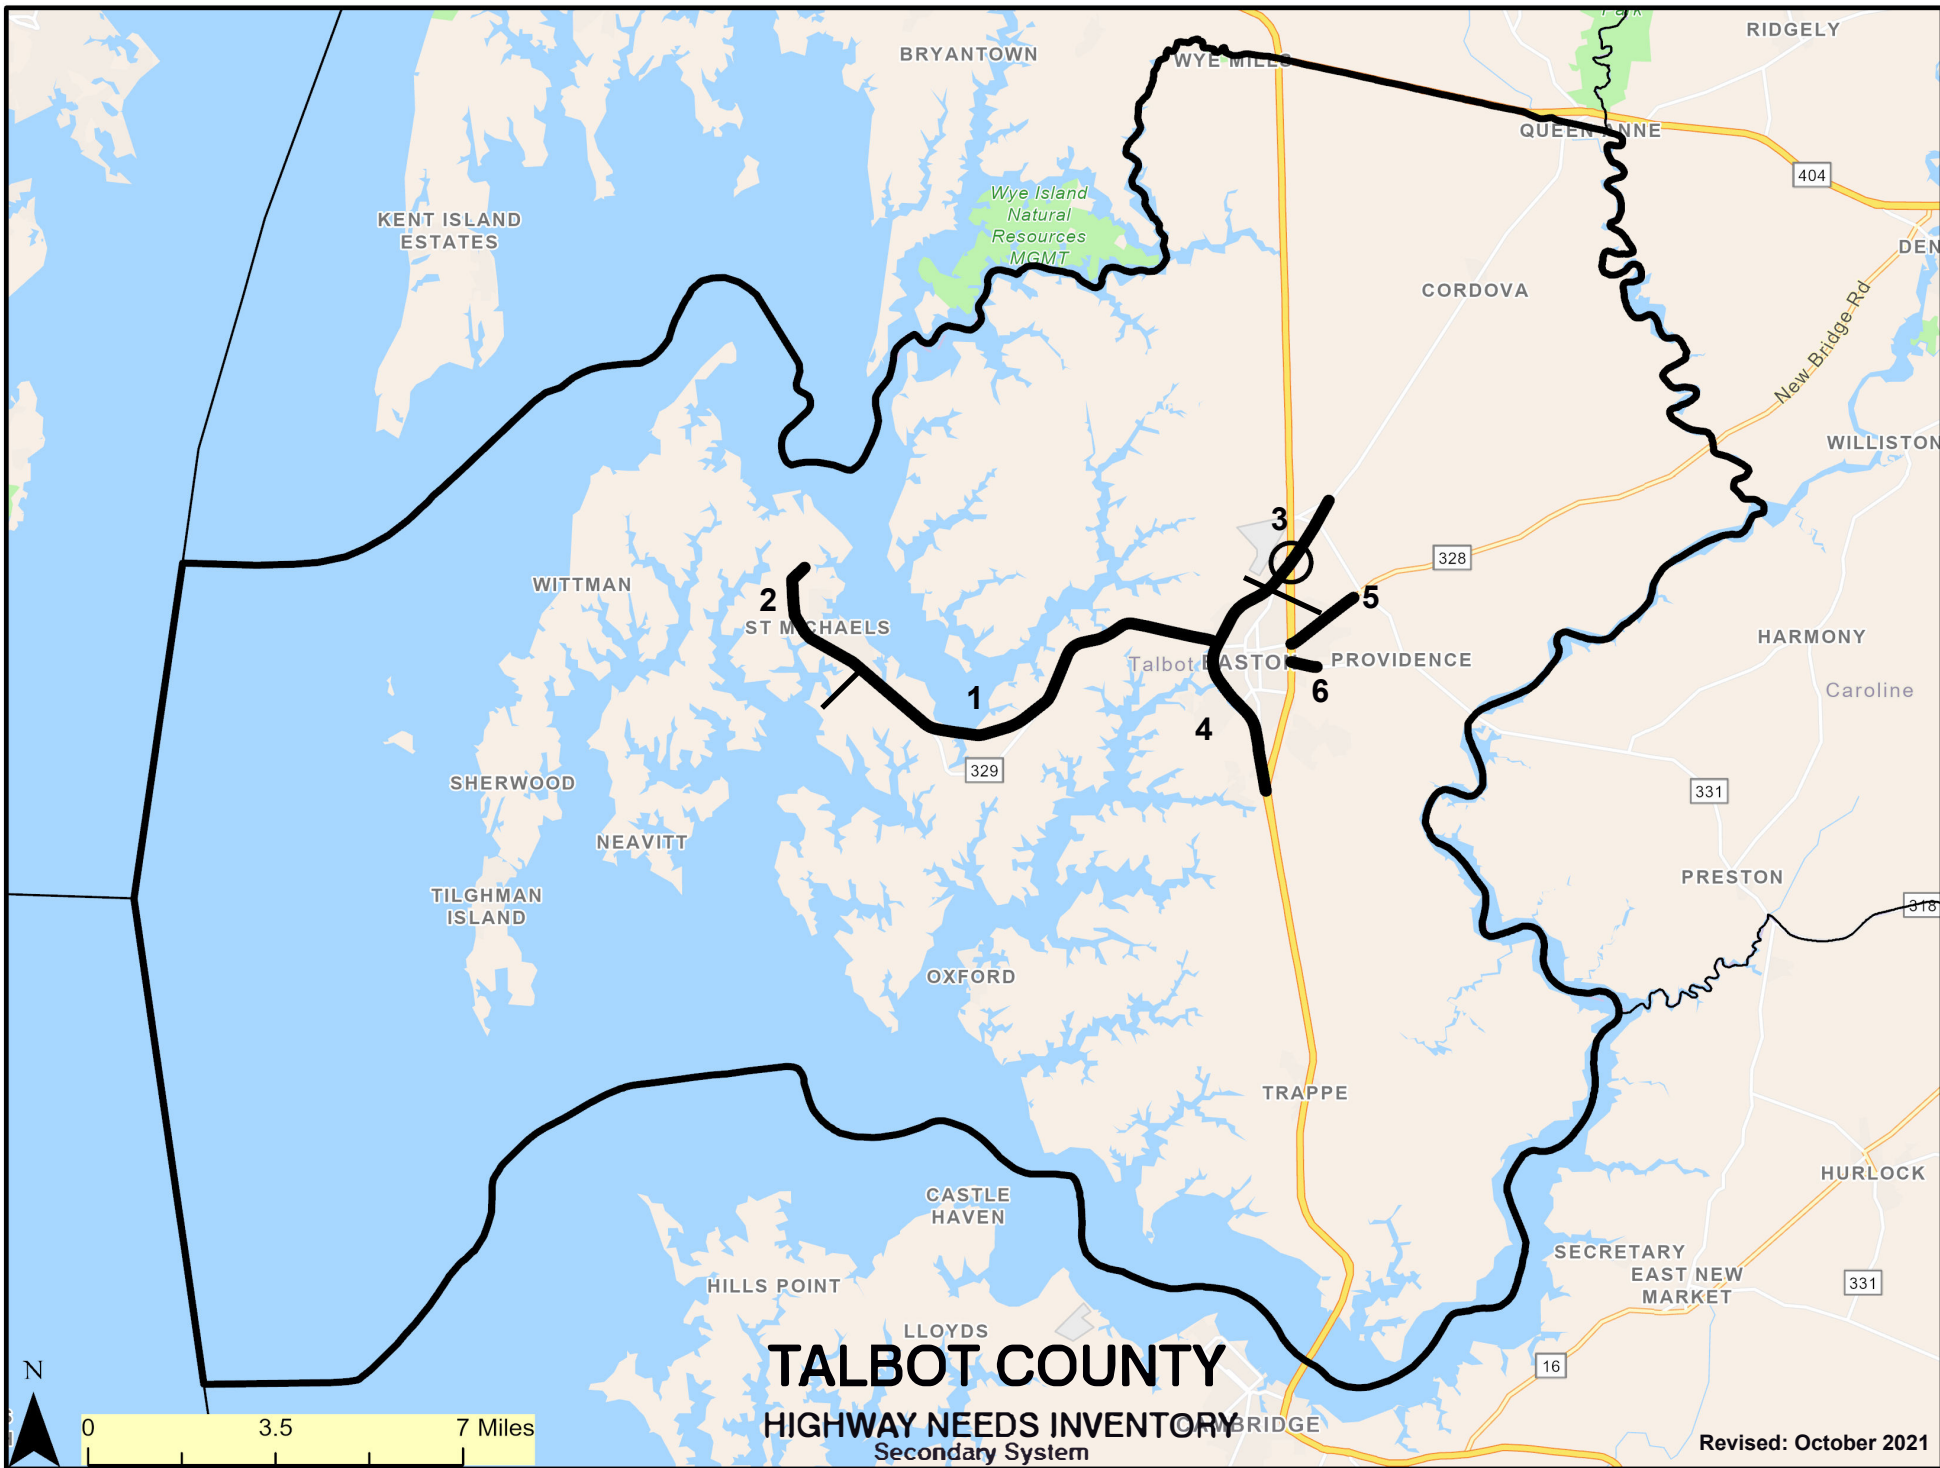 Park
RIDGELY
BRYANTOWN
WYE MILLS
QUEEN ANNE
404
Wye Island
Natural
Resources
MGMT
KENT ISLAND
ESTATES
DEN
CORDOVA
New Bridge Rd
WILLISTON
3
328
WITTMAN
2
5
ST MICHAELS
HARMONY
Talbot
EASTON
PROVIDENCE
6
1
Caroline
4
329
SHERWOOD
331
NEAVITT
PRESTON
TILGHMAN
ISLAND
318
OXFORD
TRAPPE
HURLOCK
CASTLE
HAVEN
SECRETARY
EAST NEW
MARKET
331
HILLS POINT
LLOYDS
TALBOT COUNTY
16
N
HIGHWAY NEEDS INVENTORY
CAMBRIDGE
Secondary System
0 3.5 7 Miles
Revised: October 2021